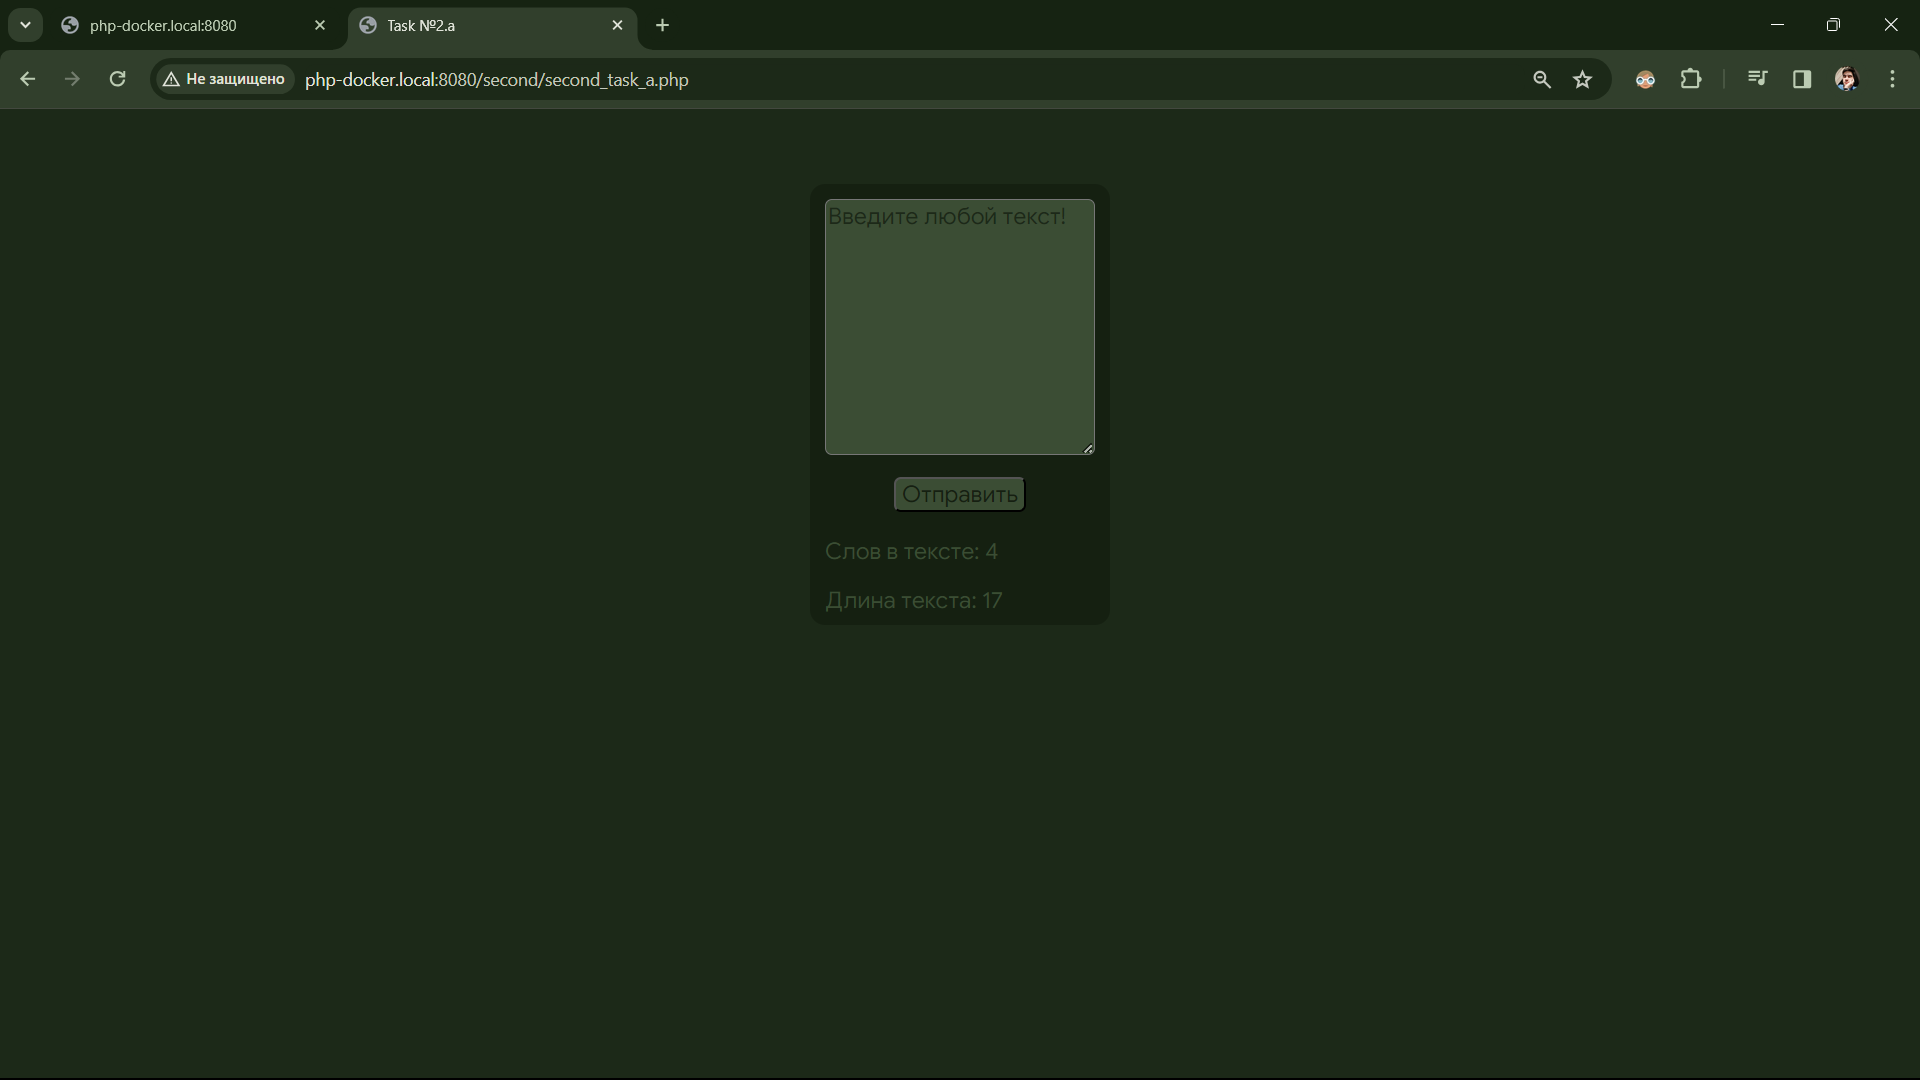 php-docker.local:8080
Task №2.a
Не защищено
php-docker.local:8080/second/second_task_a.php
Введите любой текст!
Отправить
Слов в тексте: 4
Длина текста: 17